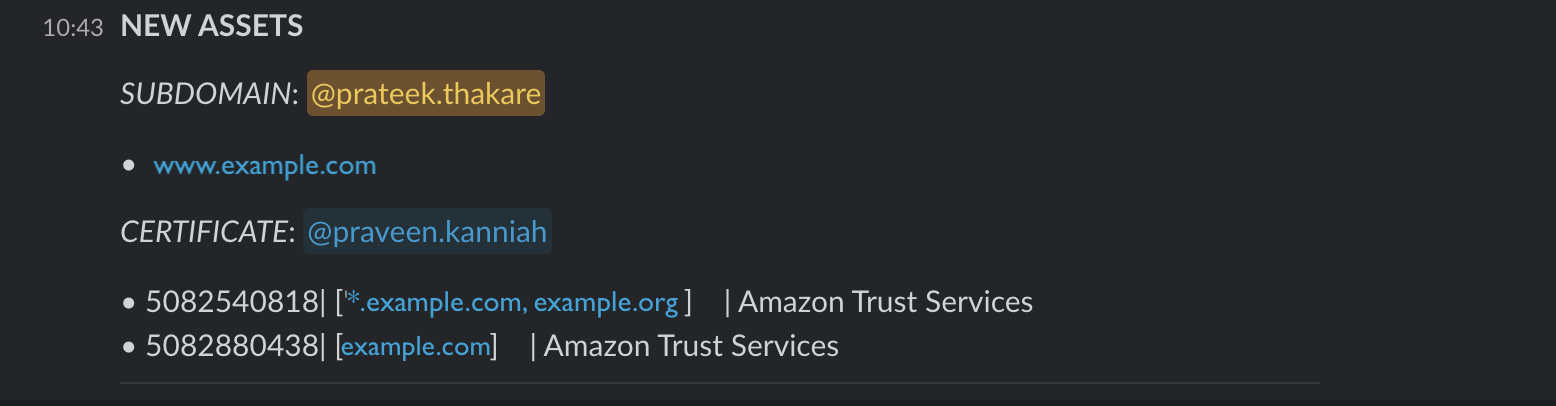 10:43 NEW ASSETS
SUBDOMAIN: @prateek.thakare
• www.example.com
CERTIFICATE: @praveen.kanniah
• 5082540818| ['*.example.com, example.org ] | Amazon Trust Services
• 5082880438| [example.com] | Amazon Trust Services